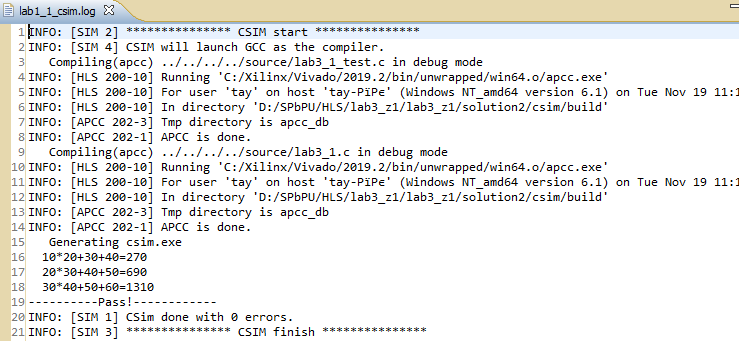 lab1_1_csim.log
1 INFO: [SIM 2] *************** CSIM start ***************
2 INFO: [SIM 4] CSIM will launch GCC as the compiler.
3    Compiling(apcc) ../../../../source/lab3_1_test.c in debug mode
4 INFO: [HLS 200-10] Running 'C:/Xilinx/Vivado/2019.2/bin/unwrapped/win64.o/apcc.exe'
5 INFO: [HLS 200-10] For user 'tay' on host 'tay-РїРє' (Windows NT_amd64 version 6.1) on Tue Nov 19 11:1
6 INFO: [HLS 200-10] In directory 'D:/SPbPU/HLS/lab3_z1/lab3_z1/solution2/csim/build'
7 INFO: [APCC 202-3] Tmp directory is apcc_db
8 INFO: [APCC 202-1] APCC is done.
9    Compiling(apcc) ../../../../source/lab3_1.c in debug mode
10 INFO: [HLS 200-10] Running 'C:/Xilinx/Vivado/2019.2/bin/unwrapped/win64.o/apcc.exe'
11 INFO: [HLS 200-10] For user 'tay' on host 'tay-РїРє' (Windows NT_amd64 version 6.1) on Tue Nov 19 11:1
12 INFO: [HLS 200-10] In directory 'D:/SPbPU/HLS/lab3_z1/lab3_z1/solution2/csim/build'
13 INFO: [APCC 202-3] Tmp directory is apcc_db
14 INFO: [APCC 202-1] APCC is done.
15    Generating csim.exe
16   10*20+30+40=270
17   20*30+40+50=690
18   30*40+50+60=1310
19 ----------Pass!------------
20 INFO: [SIM 1] CSim done with 0 errors.
21 INFO: [SIM 3] *************** CSIM finish ***************